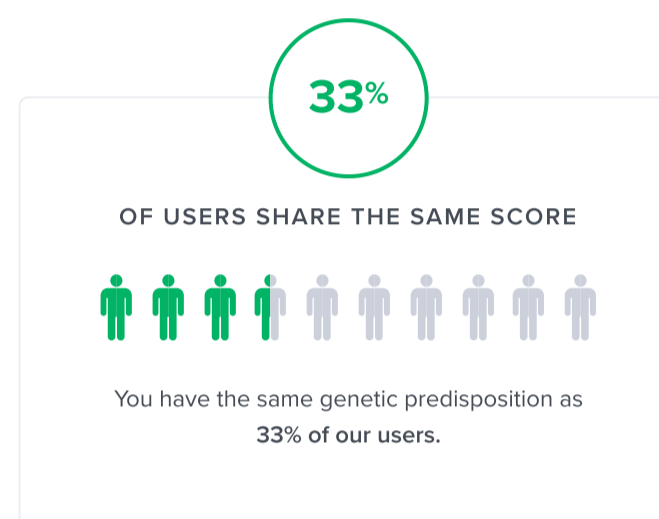 33%
OF USERS SHARE THE SAME SCORE
You have the same genetic predisposition as
33% of our users.